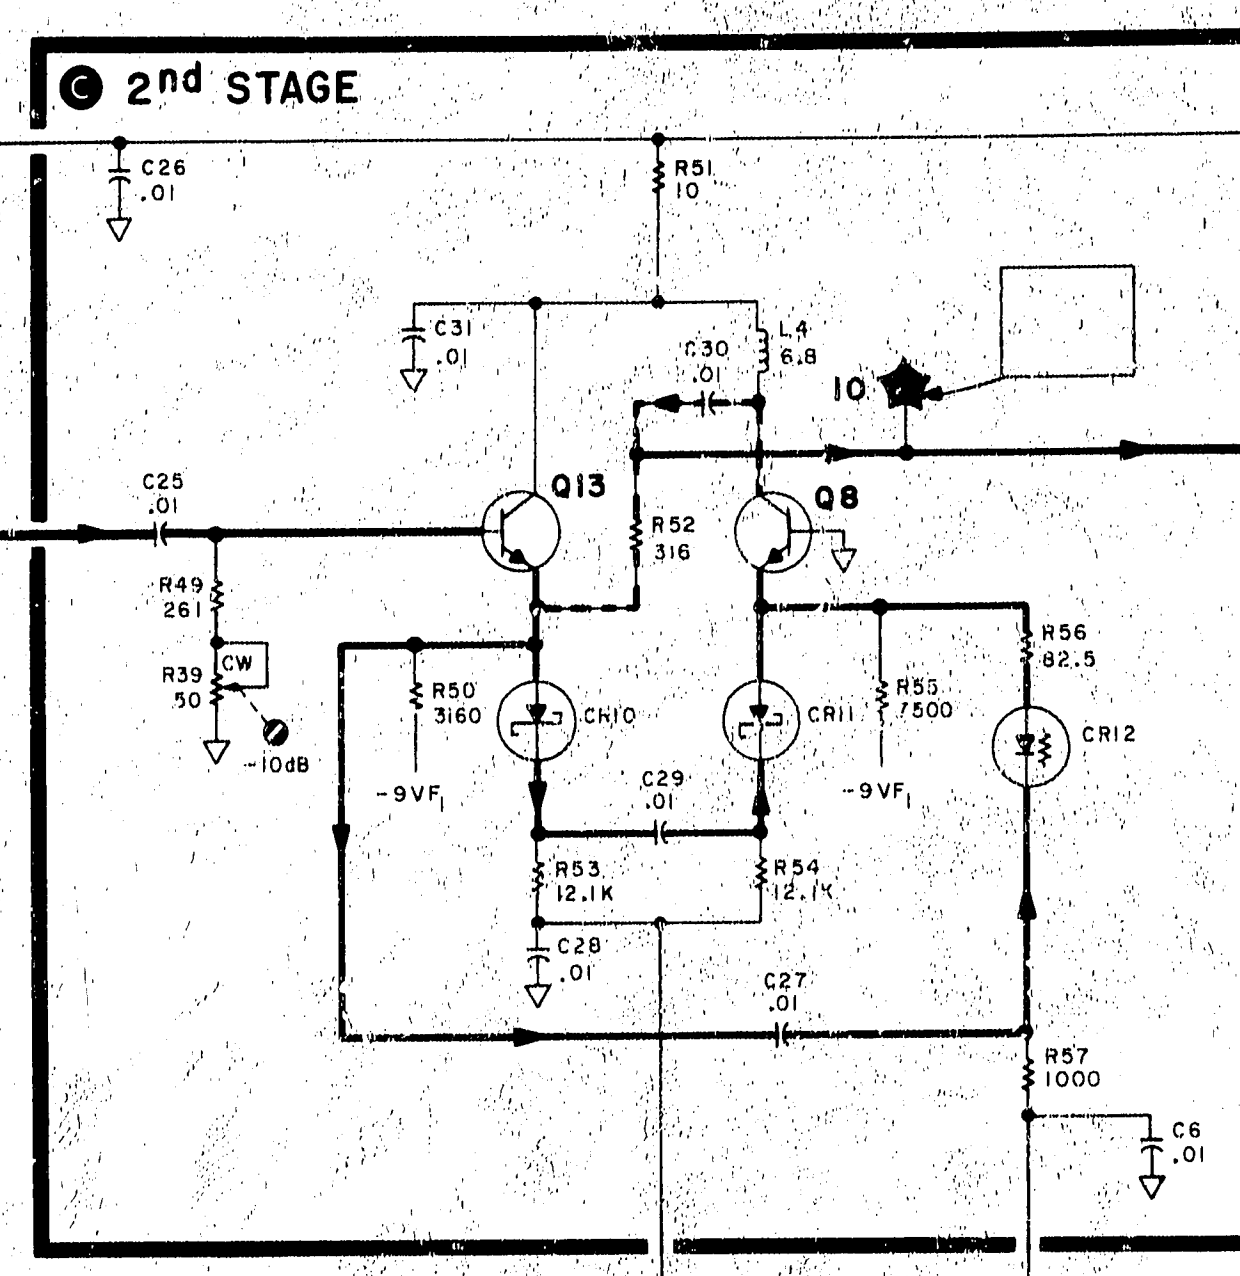 C 2nd STAGE
C26
.01
R51
10
C31
.01
L4
6.8
C30
.01
10
C25
.01
Q13
Q8
R52
316
R49
261
R39
50
CW
-10dB
R50
3160
CR10
CR11
R55
7500
R56
82.5
CR12
-9VF1
-9VF1
C29
.01
R53
12.1K
R54
12.1K
C28
.01
C27
.01
R57
1000
C6
.01